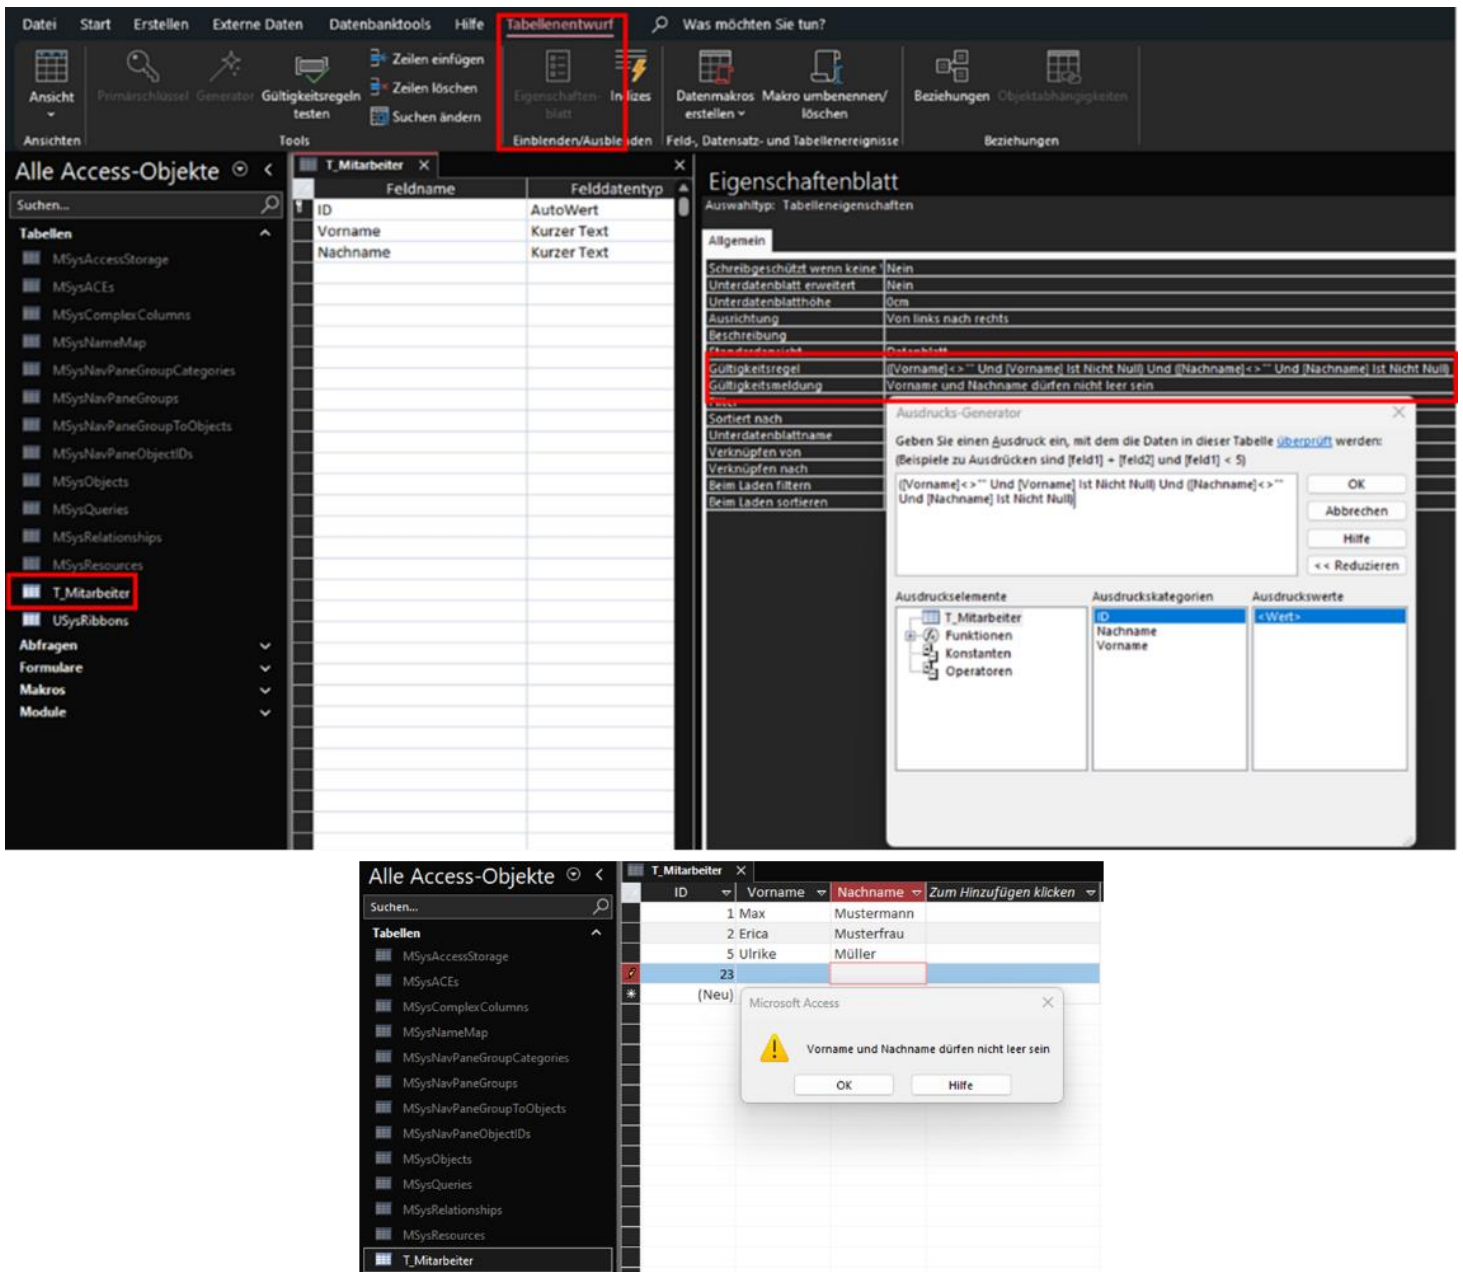 Datei Start Erstellen Externe Daten Datenbanktools Hilfe Tabellenentwurf Was möchten Sie tun?
Ansicht Primärschlüssel Generator Gültigkeitsregeln testen
Zeilen einfügen
Zeilen löschen
Suchen ändern
Eigenschaften-
blatt
Indizes
Datenmakros
erstellen
Makro umbenennen/
löschen
Beziehungen Objektabhängigkeiten
Ansichten Tools Einblenden/Ausblenden Feld-, Datensatz- und Tabellenereignisse Beziehungen
Alle Access-Objekte
Suchen...
Tabellen
MSysAccessStorage
MSysACEs
MSysComplexColumns
MSysNameMap
MSysNavPaneGroupCategories
MSysNavPaneGroups
MSysNavPaneGroupToObjects
MSysNavPaneObjectIDs
MSysObjects
MSysQueries
MSysRelationships
MSysResources
T_Mitarbeiter
USysRibbons
Abfragen
Formulare
Makros
Module
T_Mitarbeiter
Feldname Felddatentyp
ID AutoWert
Vorname Kurzer Text
Nachname Kurzer Text
Eigenschaftenblatt
Auswahltyp: Tabelleneigenschaften
Allgemein
Schreibgeschützt wenn keine Nein
Unterdatenblatt erweitert Nein
Unterdatenblatthöhe 0cm
Ausrichtung Von links nach rechts
Beschreibung
Standardansicht Datenblatt
Gültigkeitsregel ([Vorname]<>"" Und [Vorname] Ist Nicht Null) Und ([Nachname]<>"" Und [Nachname] Ist Nicht Null)
Gültigkeitsmeldung Vorname und Nachname dürfen nicht leer sein
Filter
Sortiert nach
Unterdatenblattname
Verknüpfen von
Verknüpfen nach
Beim Laden filtern
Beim Laden sortieren
Ausdrucks-Generator
Geben Sie einen Ausdruck ein, mit dem die Daten in dieser Tabelle überprüft werden:
(Beispiele zu Ausdrücken sind [feld1] + [feld2] und [feld1] < 5)
([Vorname]<>"" Und [Vorname] Ist Nicht Null) Und ([Nachname]<>""
Und [Nachname] Ist Nicht Null)
OK
Abbrechen
Hilfe
<< Reduzieren
Ausdruckselemente
T_Mitarbeiter
Funktionen
Konstanten
Operatoren
Ausdruckskategorien
ID
Nachname
Vorname
Ausdruckswerte
<Wert>
Alle Access-Objekte
Suchen...
Tabellen
MSysAccessStorage
MSysACEs
MSysComplexColumns
MSysNameMap
MSysNavPaneGroupCategories
MSysNavPaneGroups
MSysNavPaneGroupToObjects
MSysNavPaneObjectIDs
MSysObjects
MSysQueries
MSysRelationships
MSysResources
T_Mitarbeiter
T_Mitarbeiter
ID Vorname Nachname Zum Hinzufügen klicken
1 Max Mustermann
2 Erica Musterfrau
5 Ulrike Müller
23
(Neu)
Microsoft Access
Vorname und Nachname dürfen nicht leer sein
OK Hilfe